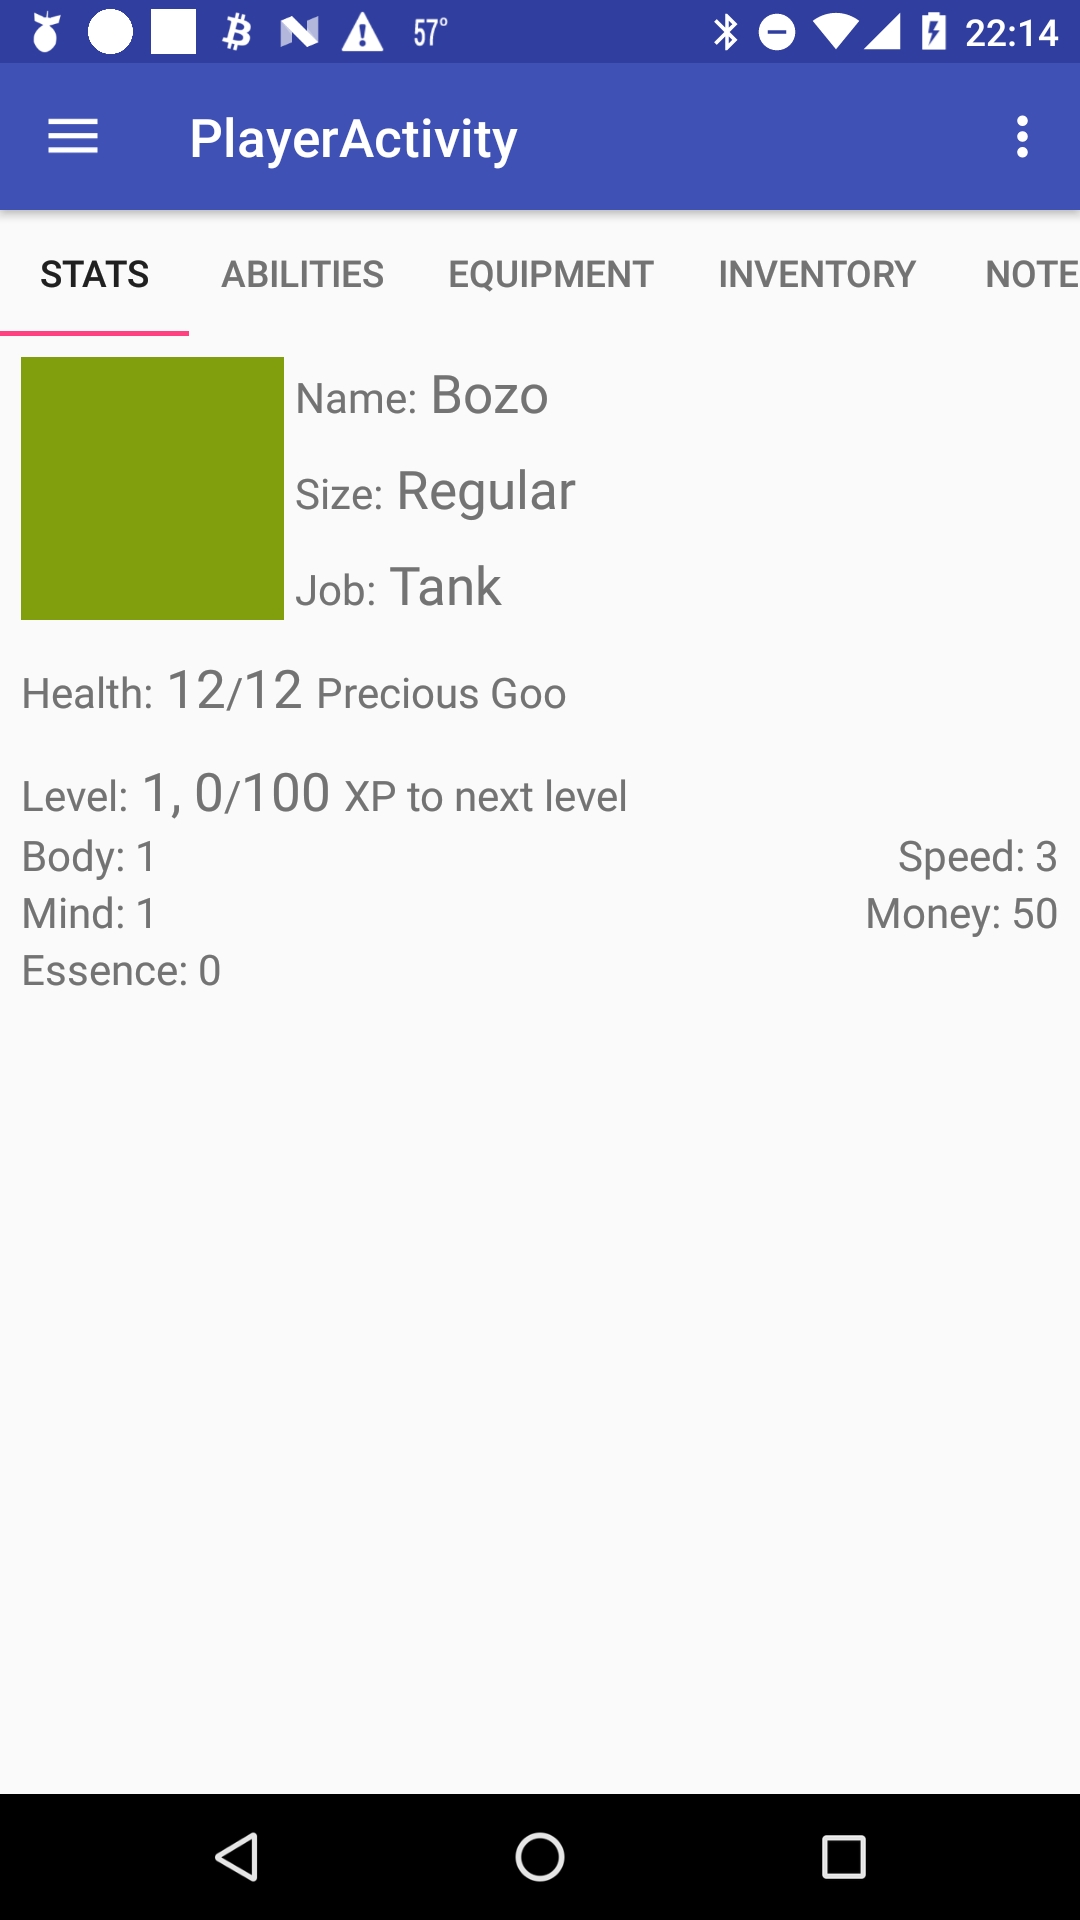 57° 22:14
PlayerActivity
STATS ABILITIES EQUIPMENT INVENTORY NOTE
Name: Bozo
Size: Regular
Job: Tank
Health: 12/12 Precious Goo
Level: 1, 0/100 XP to next level
Body: 1 Speed: 3
Mind: 1 Money: 50
Essence: 0